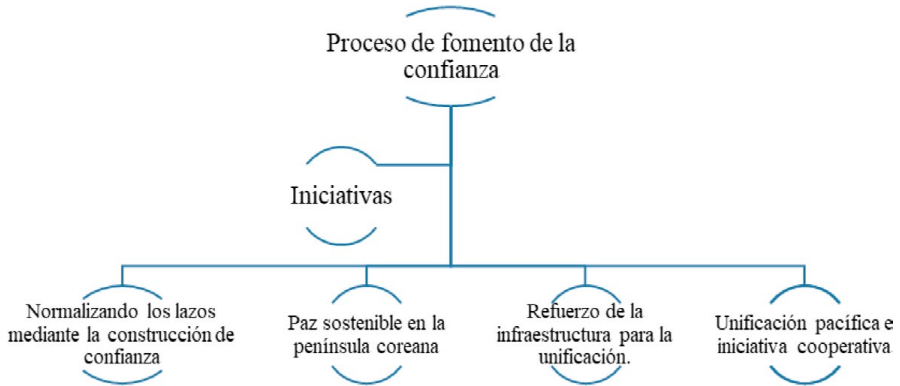 Proceso de fomento de la
confianza
Iniciativas
Normalizando los lazos
mediante la construcción de
confianza
Paz sostenible en la
península coreana
Refuerzo de la
infraestructura para la
unificación.
Unificación pacífica e
iniciativa cooperativa